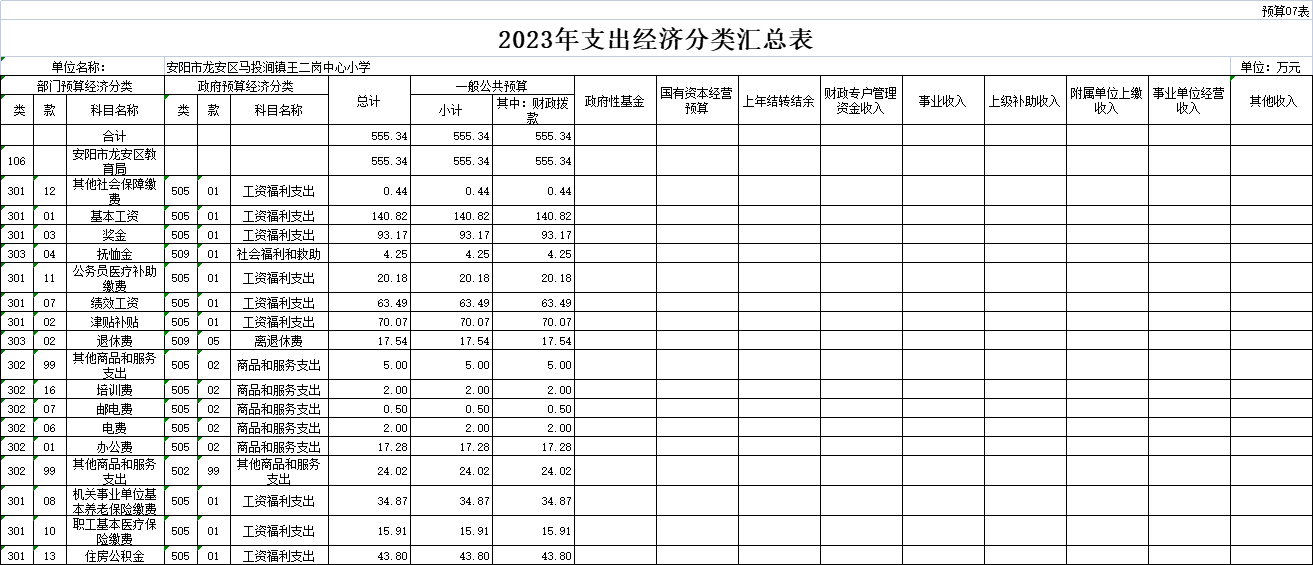 预算07表
2023年支出经济分类汇总表
单位名称： 安阳市龙安区马投涧镇王二岗中心小学 单位：万元
部门预算经济分类 政府预算经济分类 总计 一般公共预算 政府性基金 国有资本经营预算 上年结转结余 财政专户管理资金收入 事业收入 上级补助收入 附属单位上缴收入 事业单位经营收入 其他收入
类 款 科目名称 类 款 科目名称 小计 其中：财政拨款
合计 555.34 555.34 555.34
106 安阳市龙安区教育局 555.34 555.34 555.34
301 12 其他社会保障缴费 505 01 工资福利支出 0.44 0.44 0.44
301 01 基本工资 505 01 工资福利支出 140.82 140.82 140.82
301 03 奖金 505 01 工资福利支出 93.17 93.17 93.17
303 04 抚恤金 509 01 社会福利和救助 4.25 4.25 4.25
301 11 公务员医疗补助缴费 505 01 工资福利支出 20.18 20.18 20.18
301 07 绩效工资 505 01 工资福利支出 63.49 63.49 63.49
301 02 津贴补贴 505 01 工资福利支出 70.07 70.07 70.07
303 02 退休费 509 05 离退休费 17.54 17.54 17.54
302 99 其他商品和服务支出 505 02 商品和服务支出 5.00 5.00 5.00
302 16 培训费 505 02 商品和服务支出 2.00 2.00 2.00
302 07 邮电费 505 02 商品和服务支出 0.50 0.50 0.50
302 06 电费 505 02 商品和服务支出 2.00 2.00 2.00
302 01 办公费 505 02 商品和服务支出 17.28 17.28 17.28
302 99 其他商品和服务支出 502 99 其他商品和服务支出 24.02 24.02 24.02
301 08 机关事业单位基本养老保险缴费 505 01 工资福利支出 34.87 34.87 34.87
301 10 职工基本医疗保险缴费 505 01 工资福利支出 15.91 15.91 15.91
301 13 住房公积金 505 01 工资福利支出 43.80 43.80 43.80